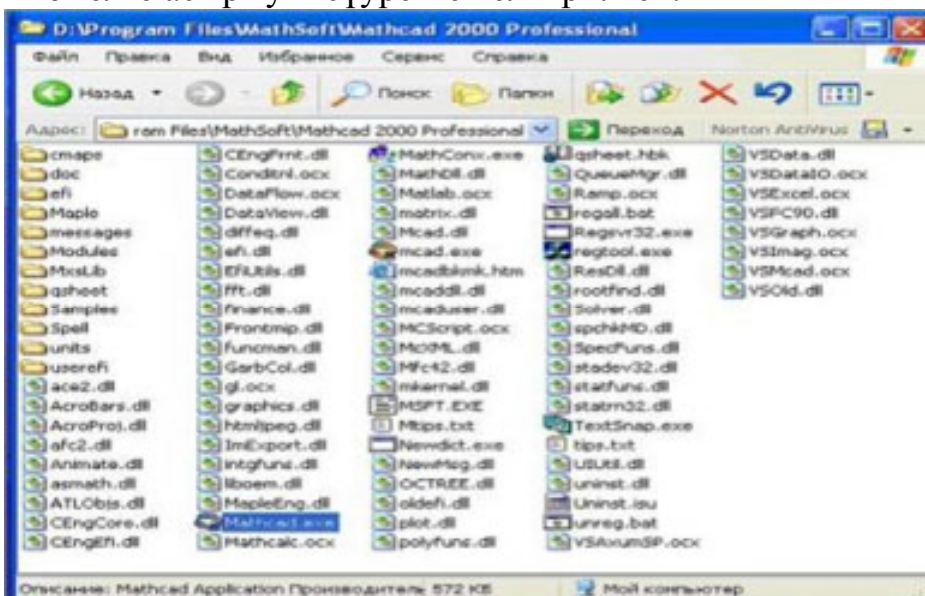 D:\Program Files\MathSoft\Mathcad 2000 Professional
Файл Правка Вид Избранное Сервис Справка
Назад Поиск Папки
Адрес: ram Files\MathSoft\Mathcad 2000 Professional Переход Norton AntiVirus
cmaps CEngFrnt.dll MathConx.exe qsheet.hbk VSData.dll
doc Conditnl.ocx MathDll.dll QueueMgr.dll VSDataIO.ocx
efi DataFlow.ocx Matlab.ocx Ramp.ocx VSExcel.ocx
Maple DataView.dll matrix.dll regall.bat VSFC90.dll
messages diffeq.dll Mcad.dll Regsvr32.exe VSGraph.ocx
Modules efi.dll mcad.exe regtool.exe VSImag.ocx
MxsLib EfiUtils.dll mcadbkmk.htm ResDll.dll VSMcad.ocx
qsheet fft.dll mcaddll.dll rootfind.dll VSOld.dll
Samples finance.dll mcaduser.dll Solver.dll
Spell Frontmip.dll MCScript.ocx spchkMD.dll
units funcman.dll McXML.dll SpecFuns.dll
userefi GarbCol.dll Mfc42.dll stadev32.dll
ace2.dll gl.ocx mkernel.dll statfuns.dll
AcroBars.dll graphics.dll MSPT.EXE statrn32.dll
AcroProj.dll htmljpeg.dll Mtips.txt TextSnap.exe
afc2.dll ImExport.dll Newdict.exe tips.txt
Animate.dll intgfuns.dll NewMsg.dll UIUtil.dll
asmath.dll liboem.dll OCTREE.dll uninst.dll
ATLObjs.dll MapleEng.dll oldefi.dll Uninst.isu
CEngCore.dll Mathcad.exe plot.dll unreg.bat
CEngEfi.dll Mathcalc.ocx polyfuns.dll VSAxumSP.ocx
Описание: Mathcad Application Производитель 572 КБ Мой компьютер